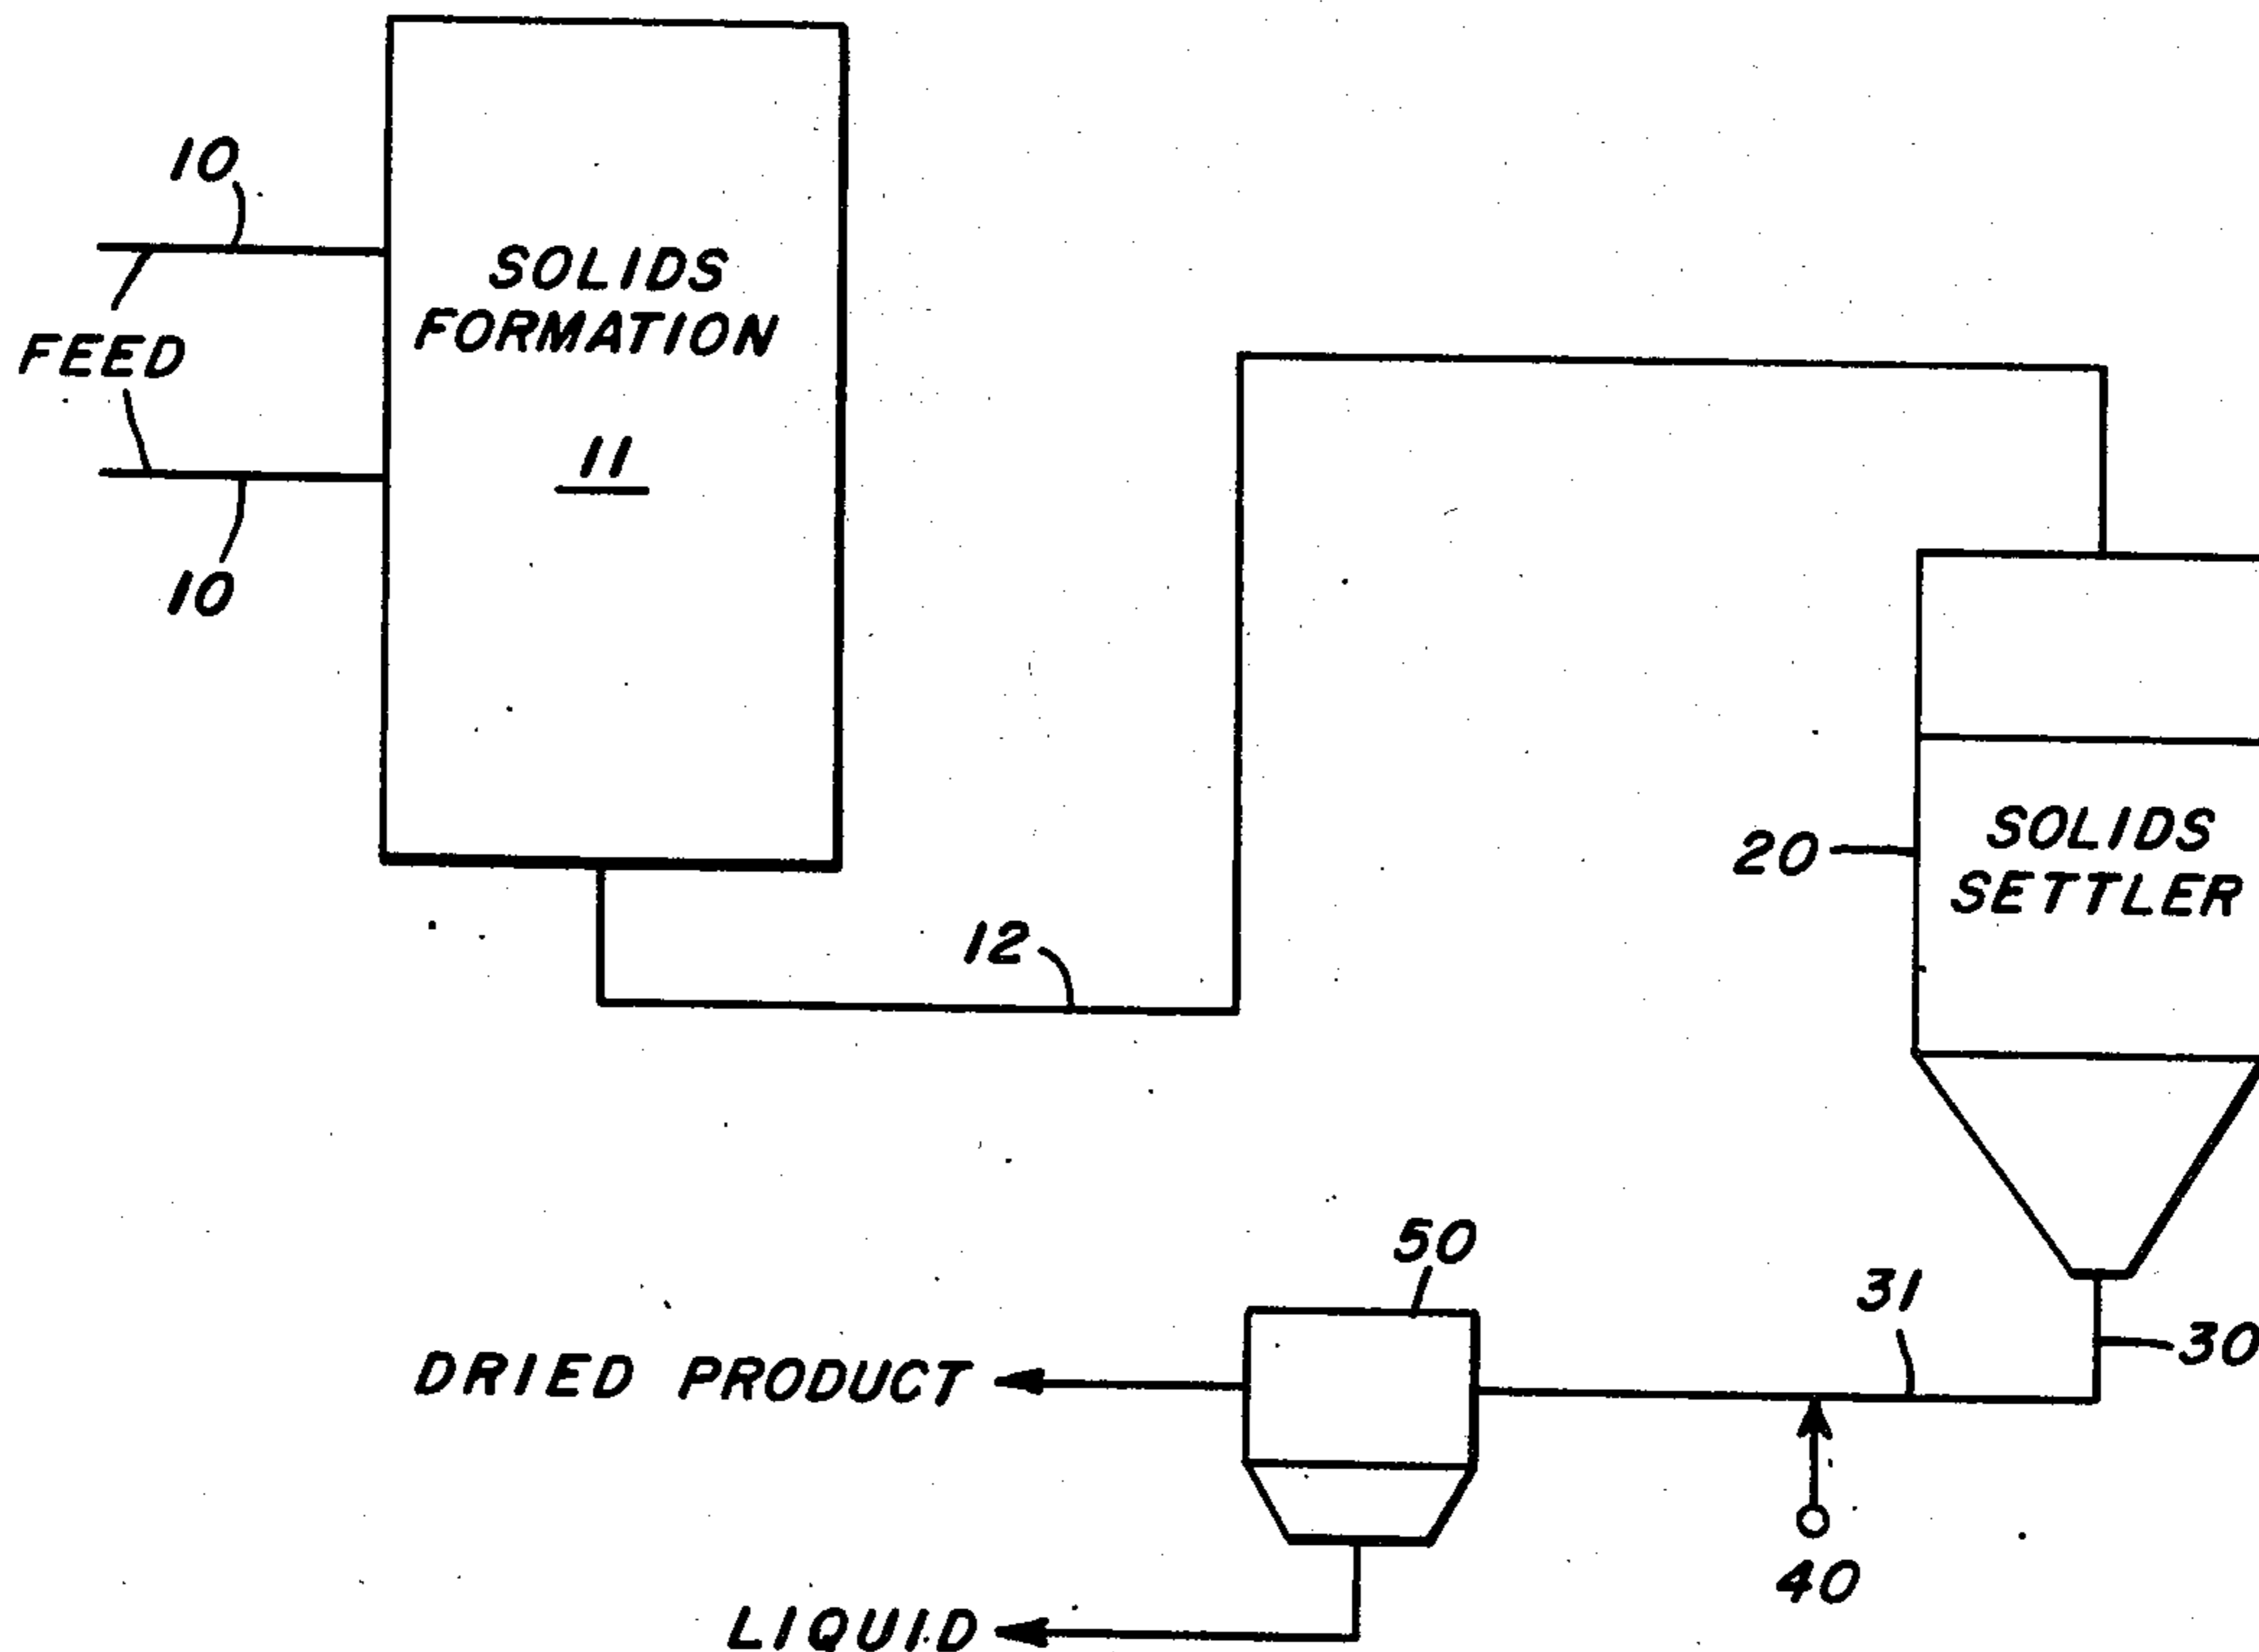 10
SOLIDS
FORMATION
FEED
11
10
20
SOLIDS
SETTLER
12
50
31
30
DRIED PRODUCT
40
LIQUID